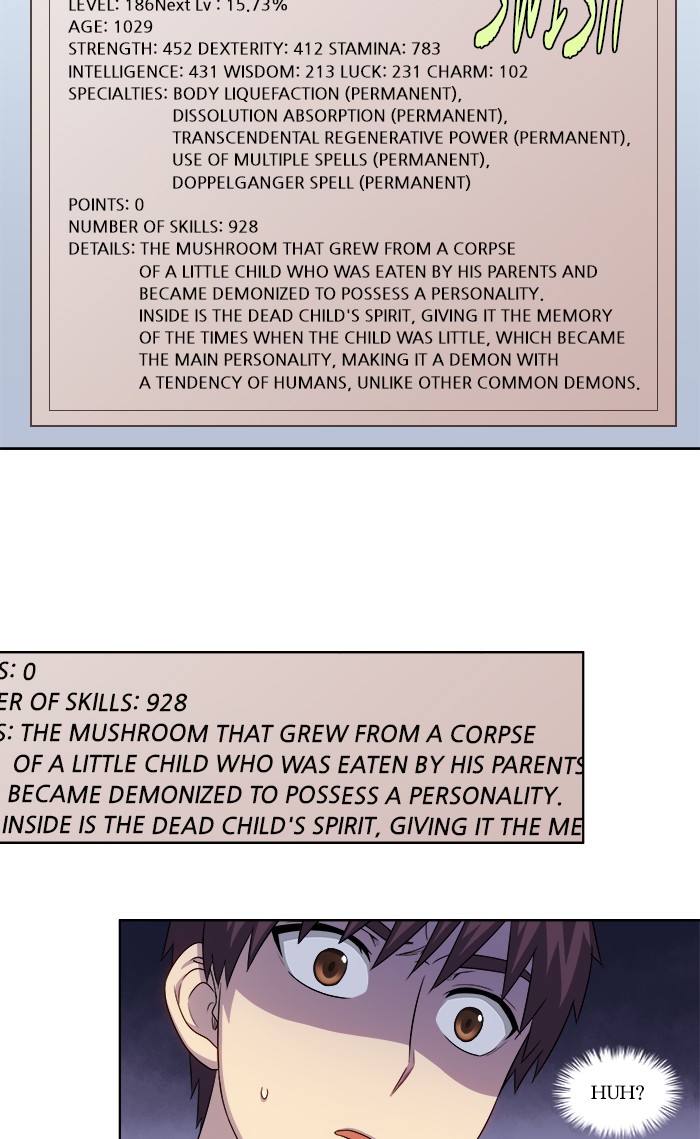 LEVEL: 186Next Lv : 15.73%
SWISH
AGE: 1029
STRENGTH: 452 DEXTERITY: 412 STAMINA: 783
INTELLIGENCE: 431 WISDOM: 213 LUCK: 231 CHARM: 102
SPECIALTIES: BODY LIQUEFACTION (PERMANENT),
DISSOLUTION ABSORPTION (PERMANENT),
TRANSCENDENTAL REGENERATIVE POWER (PERMANENT),
USE OF MULTIPLE SPELLS (PERMANENT),
DOPPELGANGER SPELL (PERMANENT)
POINTS: 0
NUMBER OF SKILLS: 928
DETAILS: THE MUSHROOM THAT GREW FROM A CORPSE
OF A LITTLE CHILD WHO WAS EATEN BY HIS PARENTS AND
BECAME DEMONIZED TO POSSESS A PERSONALITY.
INSIDE IS THE DEAD CHILD'S SPIRIT, GIVING IT THE MEMORY
OF THE TIMES WHEN THE CHILD WAS LITTLE, WHICH BECAME
THE MAIN PERSONALITY, MAKING IT A DEMON WITH
A TENDENCY OF HUMANS, UNLIKE OTHER COMMON DEMONS.
S: 0
ER OF SKILLS: 928
S: THE MUSHROOM THAT GREW FROM A CORPSE
OF A LITTLE CHILD WHO WAS EATEN BY HIS PARENTS
BECAME DEMONIZED TO POSSESS A PERSONALITY.
INSIDE IS THE DEAD CHILD'S SPIRIT, GIVING IT THE ME
HUH?